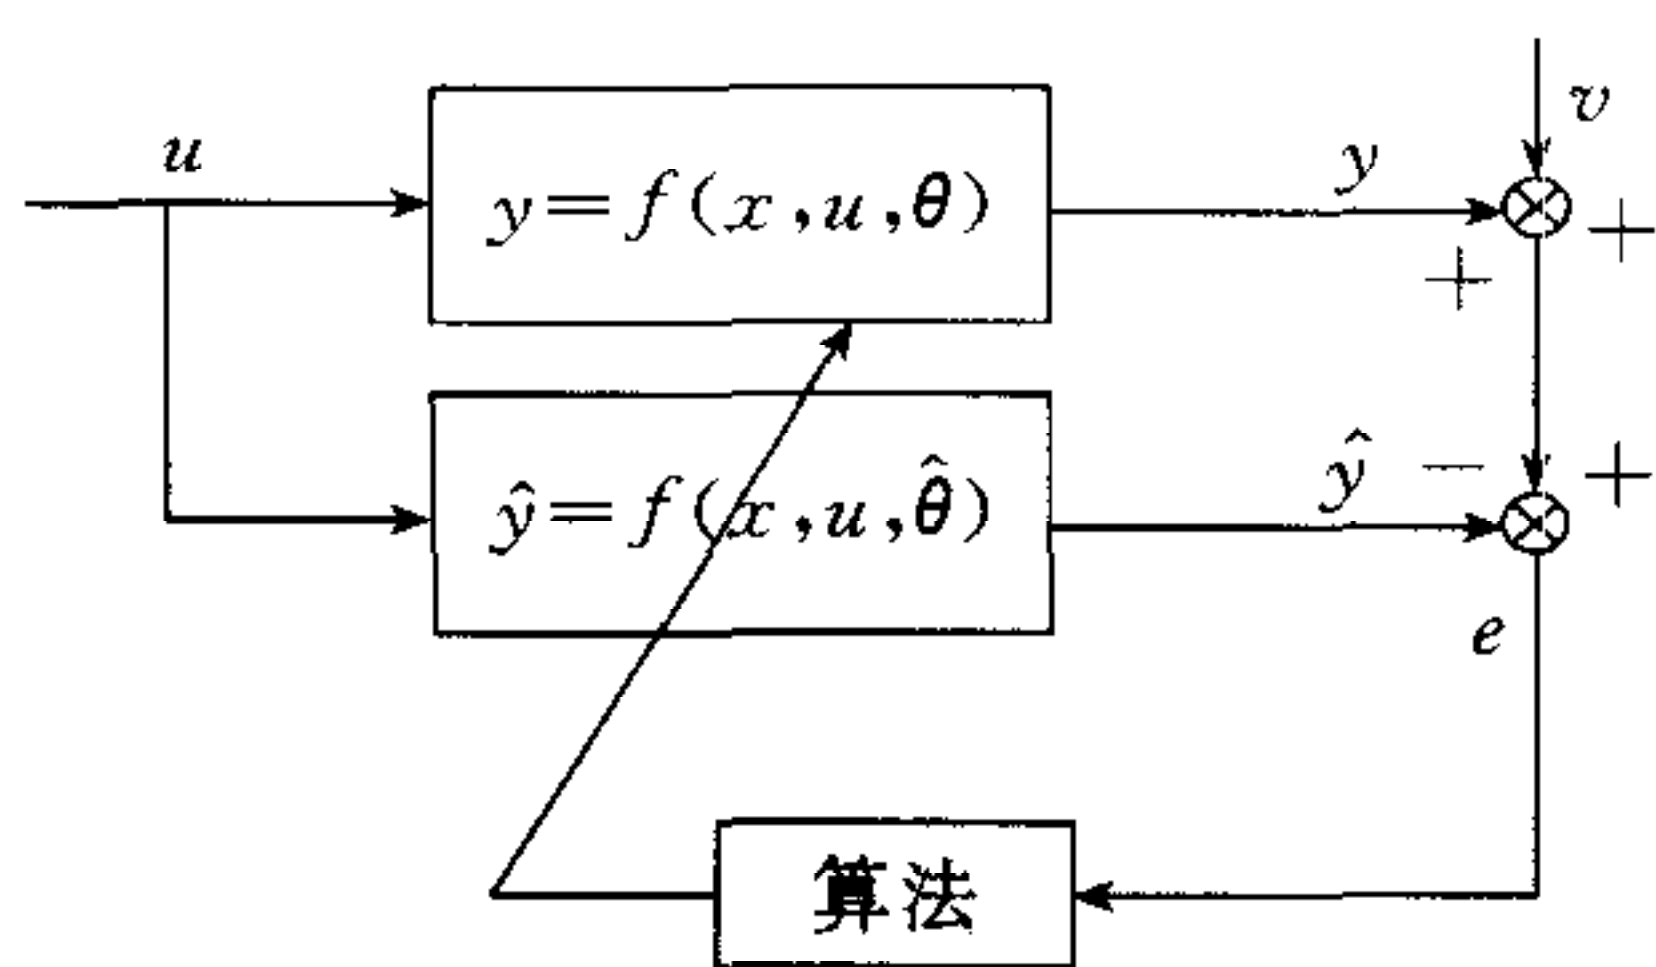 u
y=f(x,u,θ)
y
v
+
+
ŷ=f(x,u,θ̂)
ŷ
−
+
e
算法